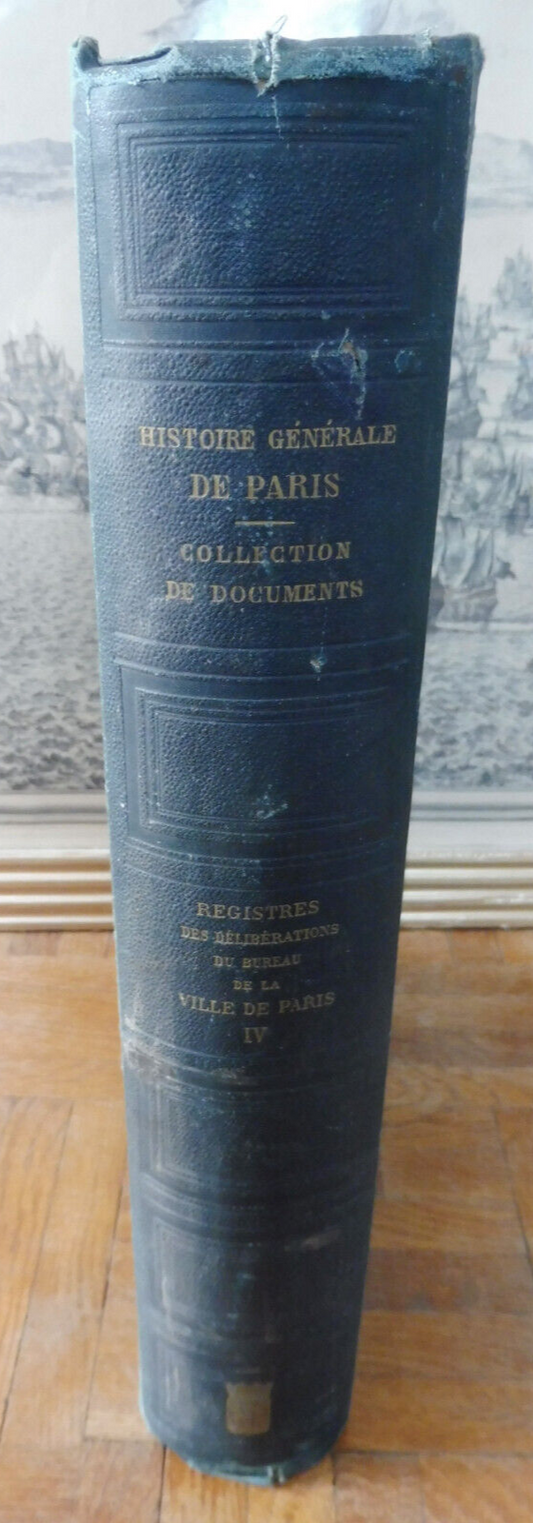 HISTOIRE GÉNÉRALE
DE PARIS
COLLECTION
DE DOCUMENTS
REGISTRES
DES DÉLIBÉRATIONS
DU BUREAU
DE LA
VILLE DE PARIS
IV